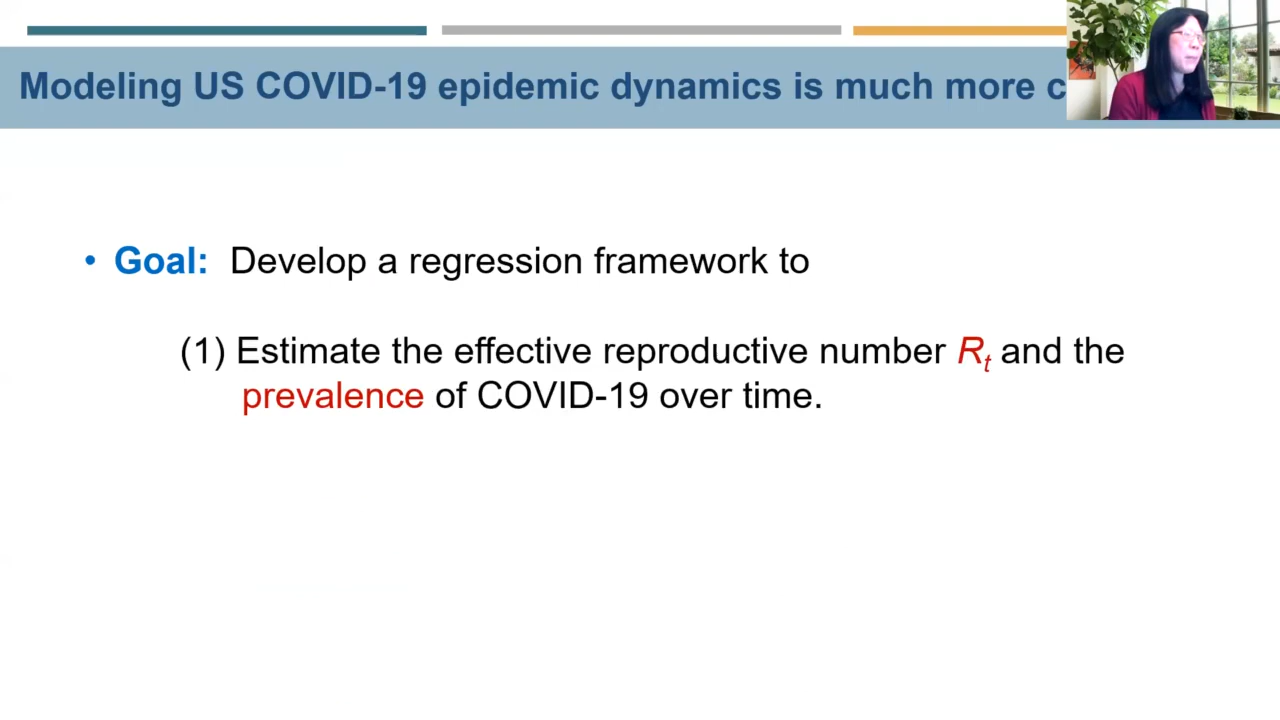 Modeling US COVID-19 epidemic dynamics is much more
• Goal: Develop a regression framework to
(1) Estimate the effective reproductive number Rt and the
prevalence of COVID-19 over time.